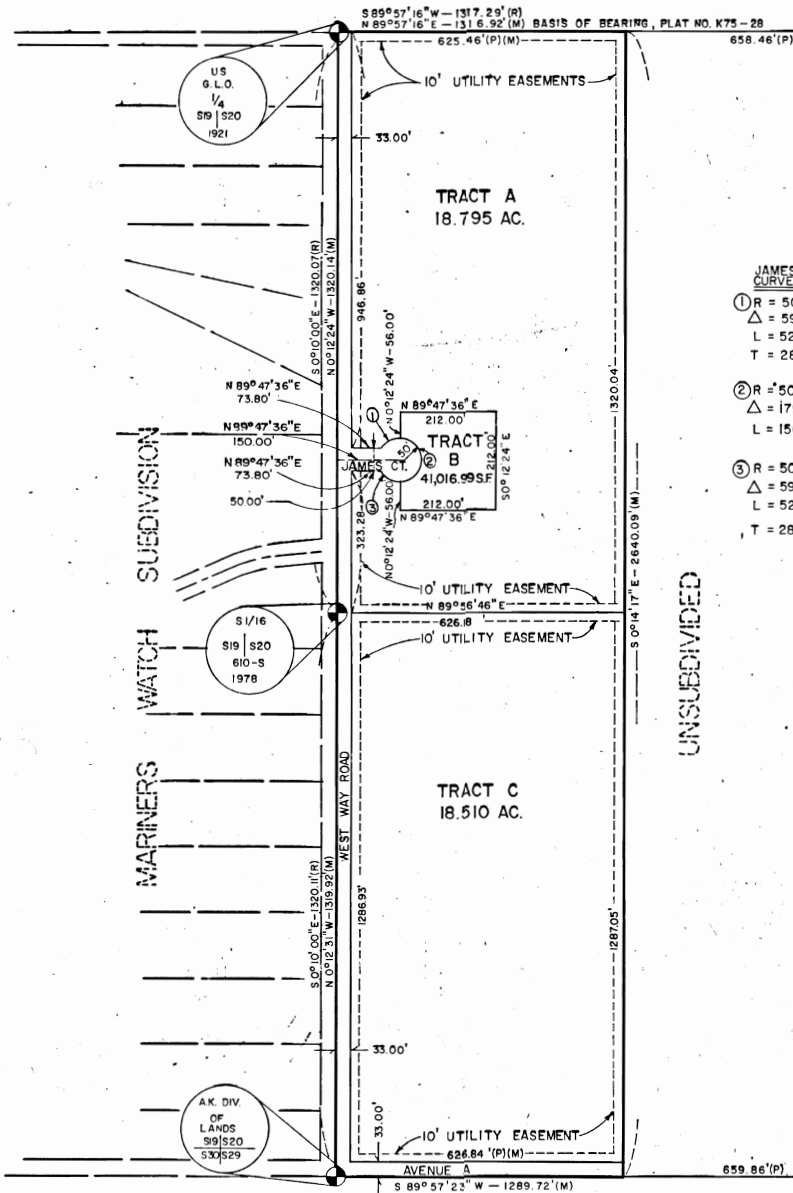 S 89°57'16" W – 1317.29' (R)
N 89°57'16" E – 1316.92' (M) BASIS OF BEARING, PLAT NO. K75-28
625.46' (P)(M)
658.46' (P)
US
G.L.O.
1/4
S19 | S20
1921
10' UTILITY EASEMENTS
33.00'
TRACT A
18.795 AC.
S 0°10'00" E – 1320.07' (R)
N 0°12'24" W – 1320.14' (M)
946.86'
1320.04'
JAMES
CURVE
① R = 50
△ = 59
L = 52
T = 28
② R = 50
△ = 17
L = 15
③ R = 50
△ = 59
L = 52
T = 28
N 0°12'24" W – 56.00'
N 89°47'36" E
73.80'
①
N 89°47'36" E
212.00'
N 89°47'36" E
150.00'
TRACT
B
41,016.99 S.F.
50
②
JAMES CT.
212.00'
S 0°12'24" E
N 89°47'36" E
73.80'
50.00'
③
212.00'
N 89°47'36" E
N 0°12'24" W – 56.00'
323.28
S 0°14'17" E – 2640.09' (M)
10' UTILITY EASEMENT
N 89°56'46" E
626.18'
10' UTILITY EASEMENT
S 1/16
S19 | S20
610-S
1978
MARINERS WATCH SUBDIVISION
UNSUBDIVIDED
WEST WAY ROAD
TRACT C
18.510 AC.
S 0°10'00" E – 1320.11' (R)
N 0°12'31" W – 1319.92' (M)
1286.93'
1287.05'
33.00'
A.K. DIV.
OF
LANDS
S19 | S20
S30 | S29
33.00'
10' UTILITY EASEMENT
626.84' (P)(M)
AVENUE A
659.86' (P)
S 89°57'23" W – 1289.72' (M)